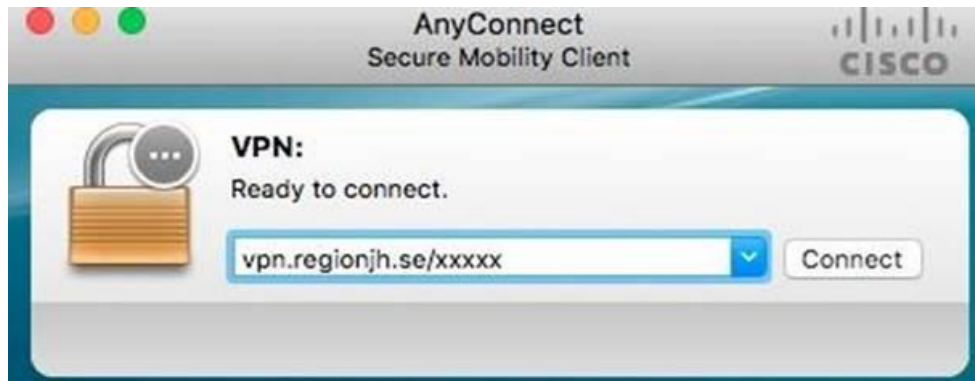 AnyConnect
Secure Mobility Client
CISCO
VPN:
Ready to connect.
vpn.regionjh.se/xxxxx
Connect